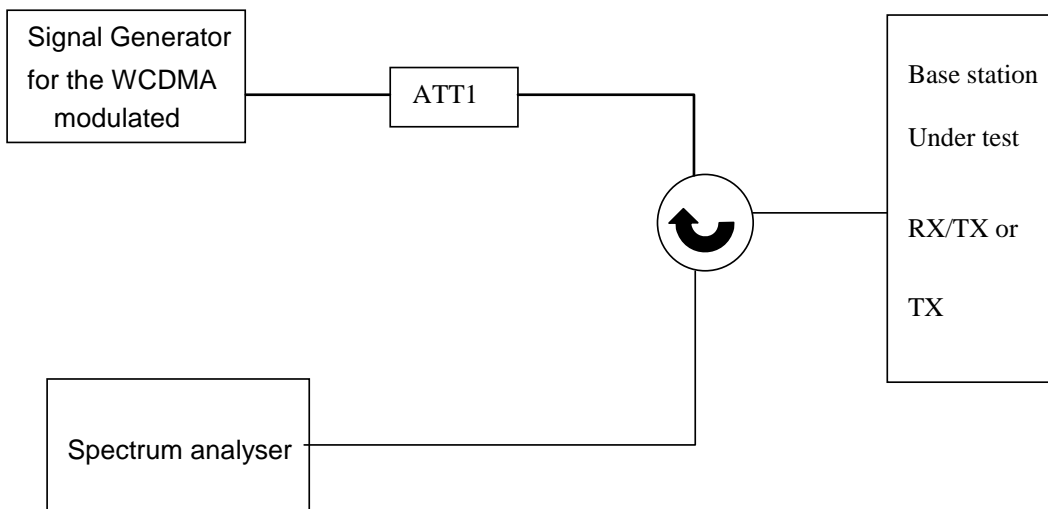 Signal Generator
for the WCDMA
modulated
ATT1
Base station
Under test
RX/TX or
TX
Spectrum analyser